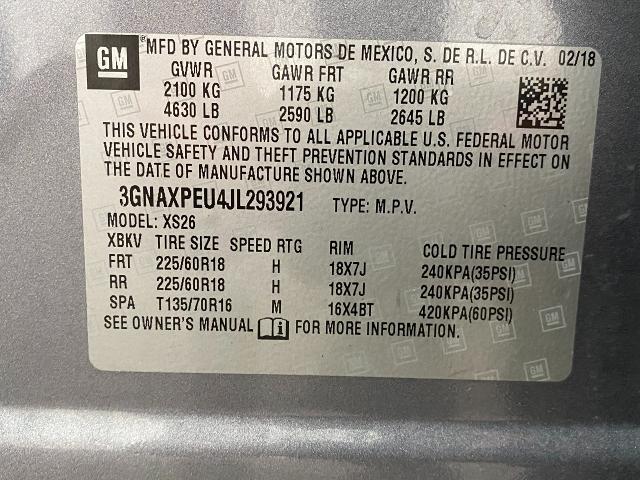 GM MFD BY GENERAL MOTORS DE MEXICO, S. DE R.L. DE C.V. 02/18
GVWR GAWR FRT GAWR RR
2100 KG 1175 KG 1200 KG
4630 LB 2590 LB 2645 LB
THIS VEHICLE CONFORMS TO ALL APPLICABLE U.S. FEDERAL MOTOR
VEHICLE SAFETY AND THEFT PREVENTION STANDARDS IN EFFECT ON
THE DATE OF MANUFACTURE SHOWN ABOVE.
3GNAXPEU4JL293921 TYPE: M.P.V.
MODEL: XS26
XBKV TIRE SIZE SPEED RTG RIM COLD TIRE PRESSURE
FRT 225/60R18 H 18X7J 240KPA(35PSI)
RR 225/60R18 H 18X7J 240KPA(35PSI)
SPA T135/70R16 M 16X4BT 420KPA(60PSI)
SEE OWNER'S MANUAL FOR MORE INFORMATION.